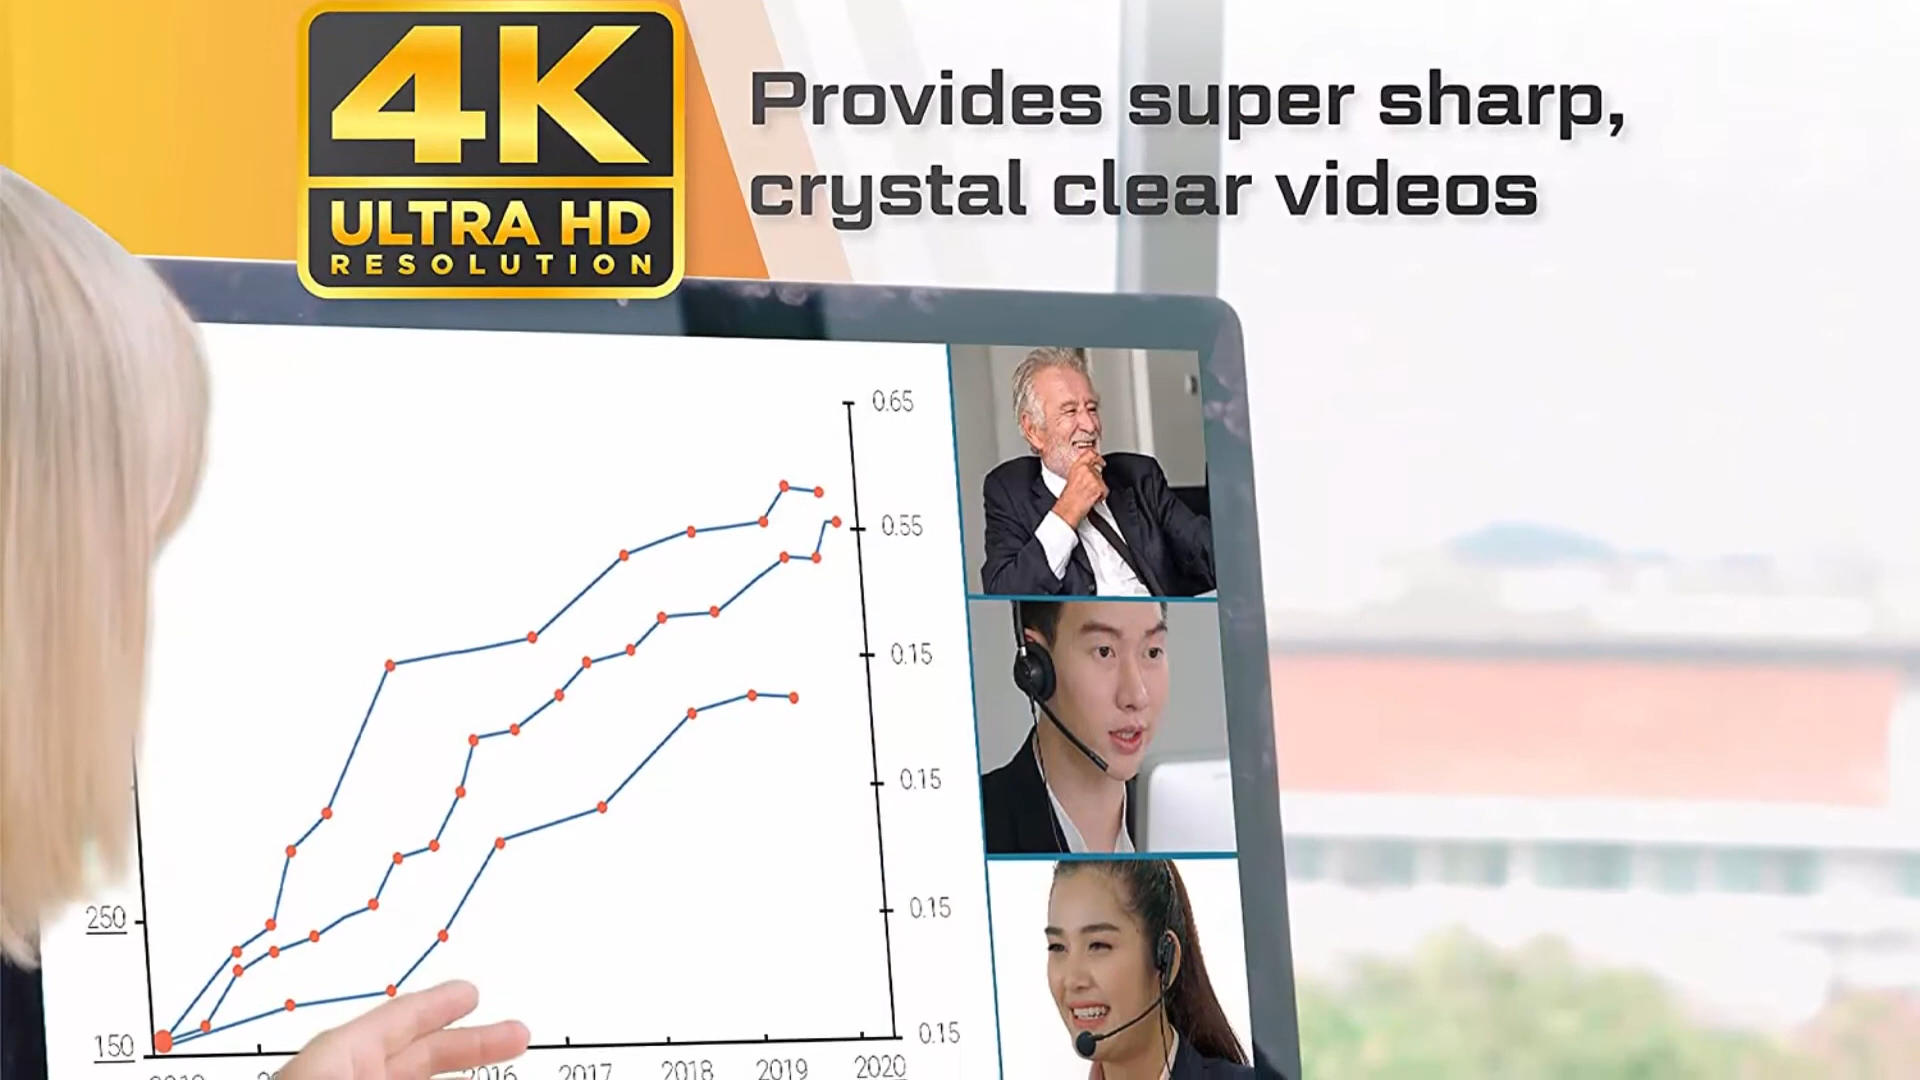 4K
ULTRA HD
RESOLUTION
Provides super sharp,
crystal clear videos
0.65
0.55
0.15
0.15
0.15
0.15
250
150
2016 2017 2018 2019 2020